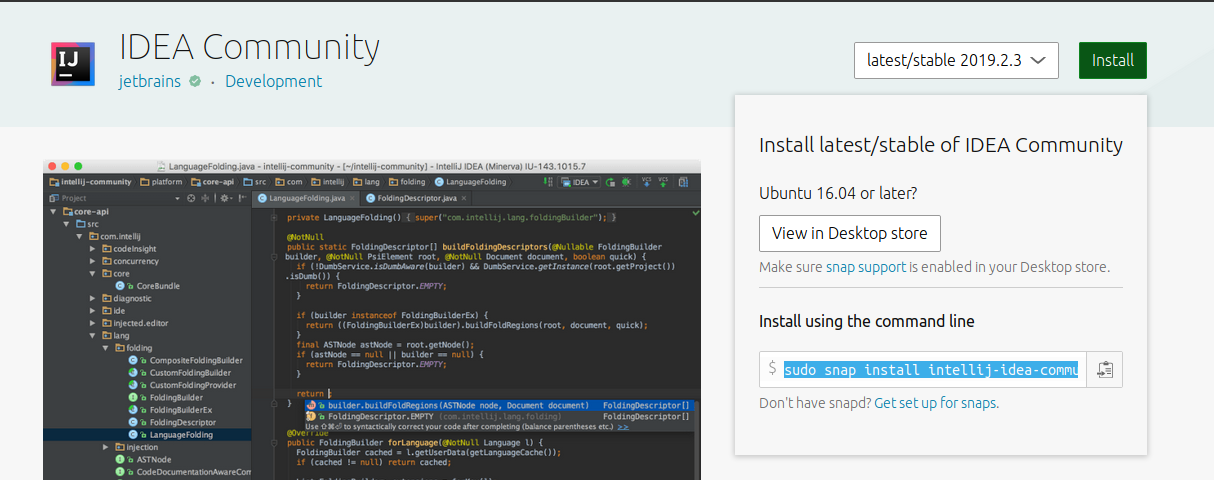 IJ
IDEA Community
jetbrains · Development
latest/stable 2019.2.3
Install
Install latest/stable of IDEA Community
Ubuntu 16.04 or later?
View in Desktop store
Make sure snap support is enabled in your Desktop store.
Install using the command line
$ sudo snap install intellij-idea-commu
Don't have snapd? Get set up for snaps.
LanguageFolding.java - intellij-community - [~/intellij-community] - IntelliJ IDEA (Minerva) IU-143.1015.7
intellij-community platform core-api src com intellij lang folding LanguageFolding IDEA
Project
LanguageFolding.java FoldingDescriptor.java
core-api
src
com.intellij
codeInsight
concurrency
core
CoreBundle
diagnostic
ide
injected.editor
lang
folding
CompositeFoldingBuilder
CustomFoldingBuilder
CustomFoldingProvider
FoldingBuilder
FoldingBuilderEx
FoldingDescriptor
LanguageFolding
injection
ASTNode
CodeDocumentationAwareCom
private LanguageFolding() { super("com.intellij.lang.foldingBuilder"); }
@NotNull
public static FoldingDescriptor[] buildFoldingDescriptors(@Nullable FoldingBuilder
builder, @NotNull PsiElement root, @NotNull Document document, boolean quick) {
if (!DumbService.isDumbAware(builder) && DumbService.getInstance(root.getProject())
.isDumb()) {
return FoldingDescriptor.EMPTY;
}
if (builder instanceof FoldingBuilderEx) {
return ((FoldingBuilderEx)builder).buildFoldRegions(root, document, quick);
}
final ASTNode astNode = root.getNode();
if (astNode == null || builder == null) {
return FoldingDescriptor.EMPTY;
}
return ;
builder.buildFoldRegions(ASTNode node, Document document) FoldingDescriptor[]
}
FoldingDescriptor.EMPTY (com.intellij.lang.folding) FoldingDescriptor[]
Use ⇧⌘⏎ to syntactically correct your code after completing (balance parentheses etc.) >>
@Override
public FoldingBuilder forLanguage(@NotNull Language l) {
FoldingBuilder cached = l.getUserData(getLanguageCache());
if (cached != null) return cached;